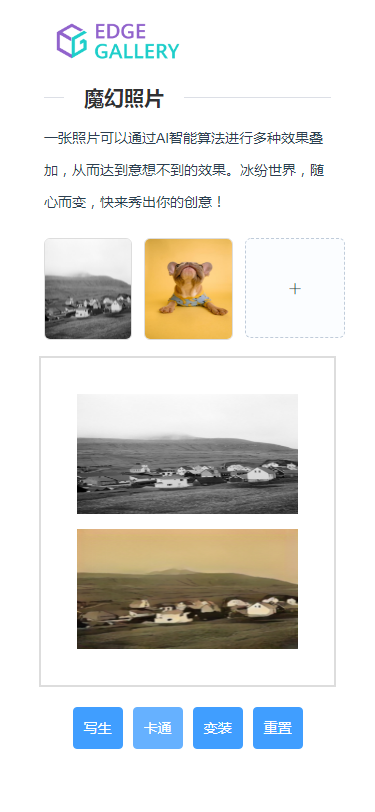 EDGE
GALLERY
魔幻照片
一张照片可以通过AI智能算法进行多种效果叠
加，从而达到意想不到的效果。冰纷世界，随
心而变，快来秀出你的创意！
+
写生 卡通 变装 重置